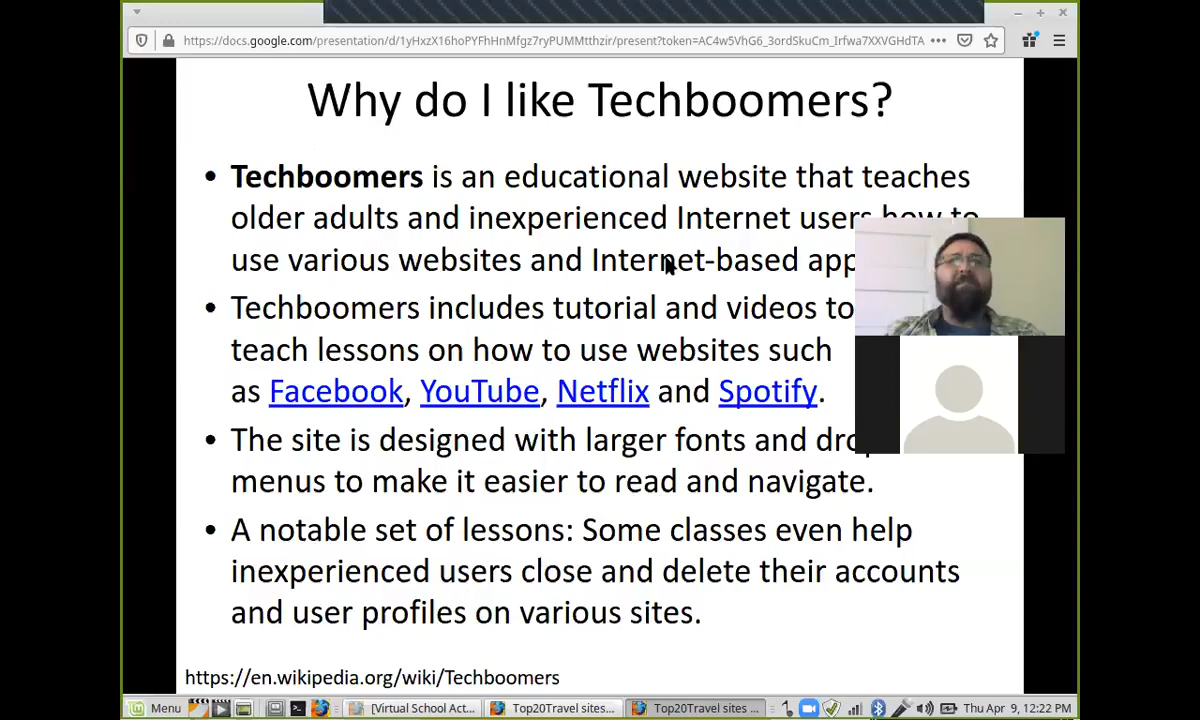 https://docs.google.com/presentation/d/1yHxzX16hoPYFhHnMfgz7ryPUMMtthzir/present?token=AC4w5VhG6_3ordSkuCm_Irfwa7XXVGHdTA
Why do I like Techboomers?
• Techboomers is an educational website that teaches
older adults and inexperienced Internet users how to
use various websites and Internet-based
• Techboomers includes tutorial and videos to
teach lessons on how to use websites such
as Facebook, YouTube, Netflix and Spotify.
• The site is designed with larger fonts and
menus to make it easier to read and navigate.
• A notable set of lessons: Some classes even help
inexperienced users close and delete their accounts
and user profiles on various sites.
https://en.wikipedia.org/wiki/Techboomers
Menu [Virtual School Act... Top20Travel sites... Top20Travel sites ... Thu Apr 9, 12:22 PM